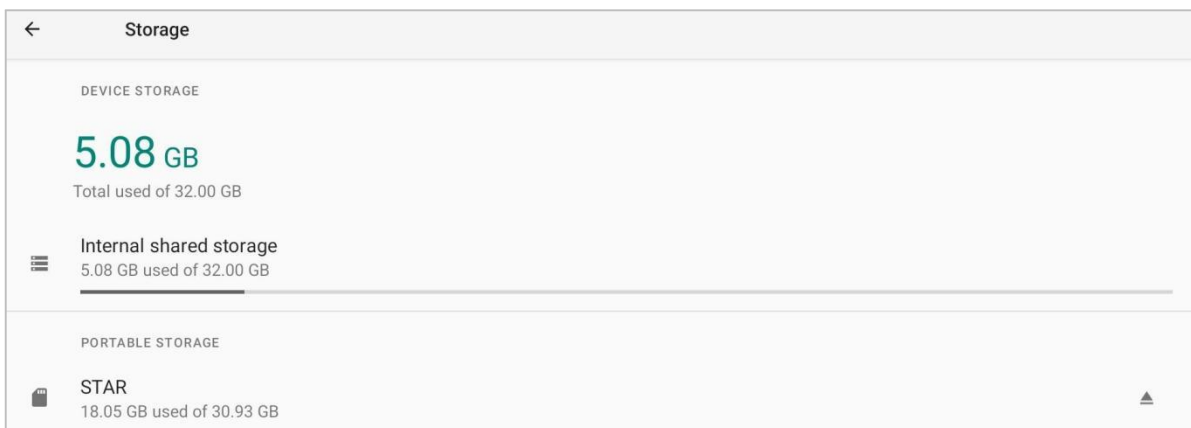 Storage
DEVICE STORAGE
5.08 GB
Total used of 32.00 GB
Internal shared storage
5.08 GB used of 32.00 GB
PORTABLE STORAGE
STAR
18.05 GB used of 30.93 GB